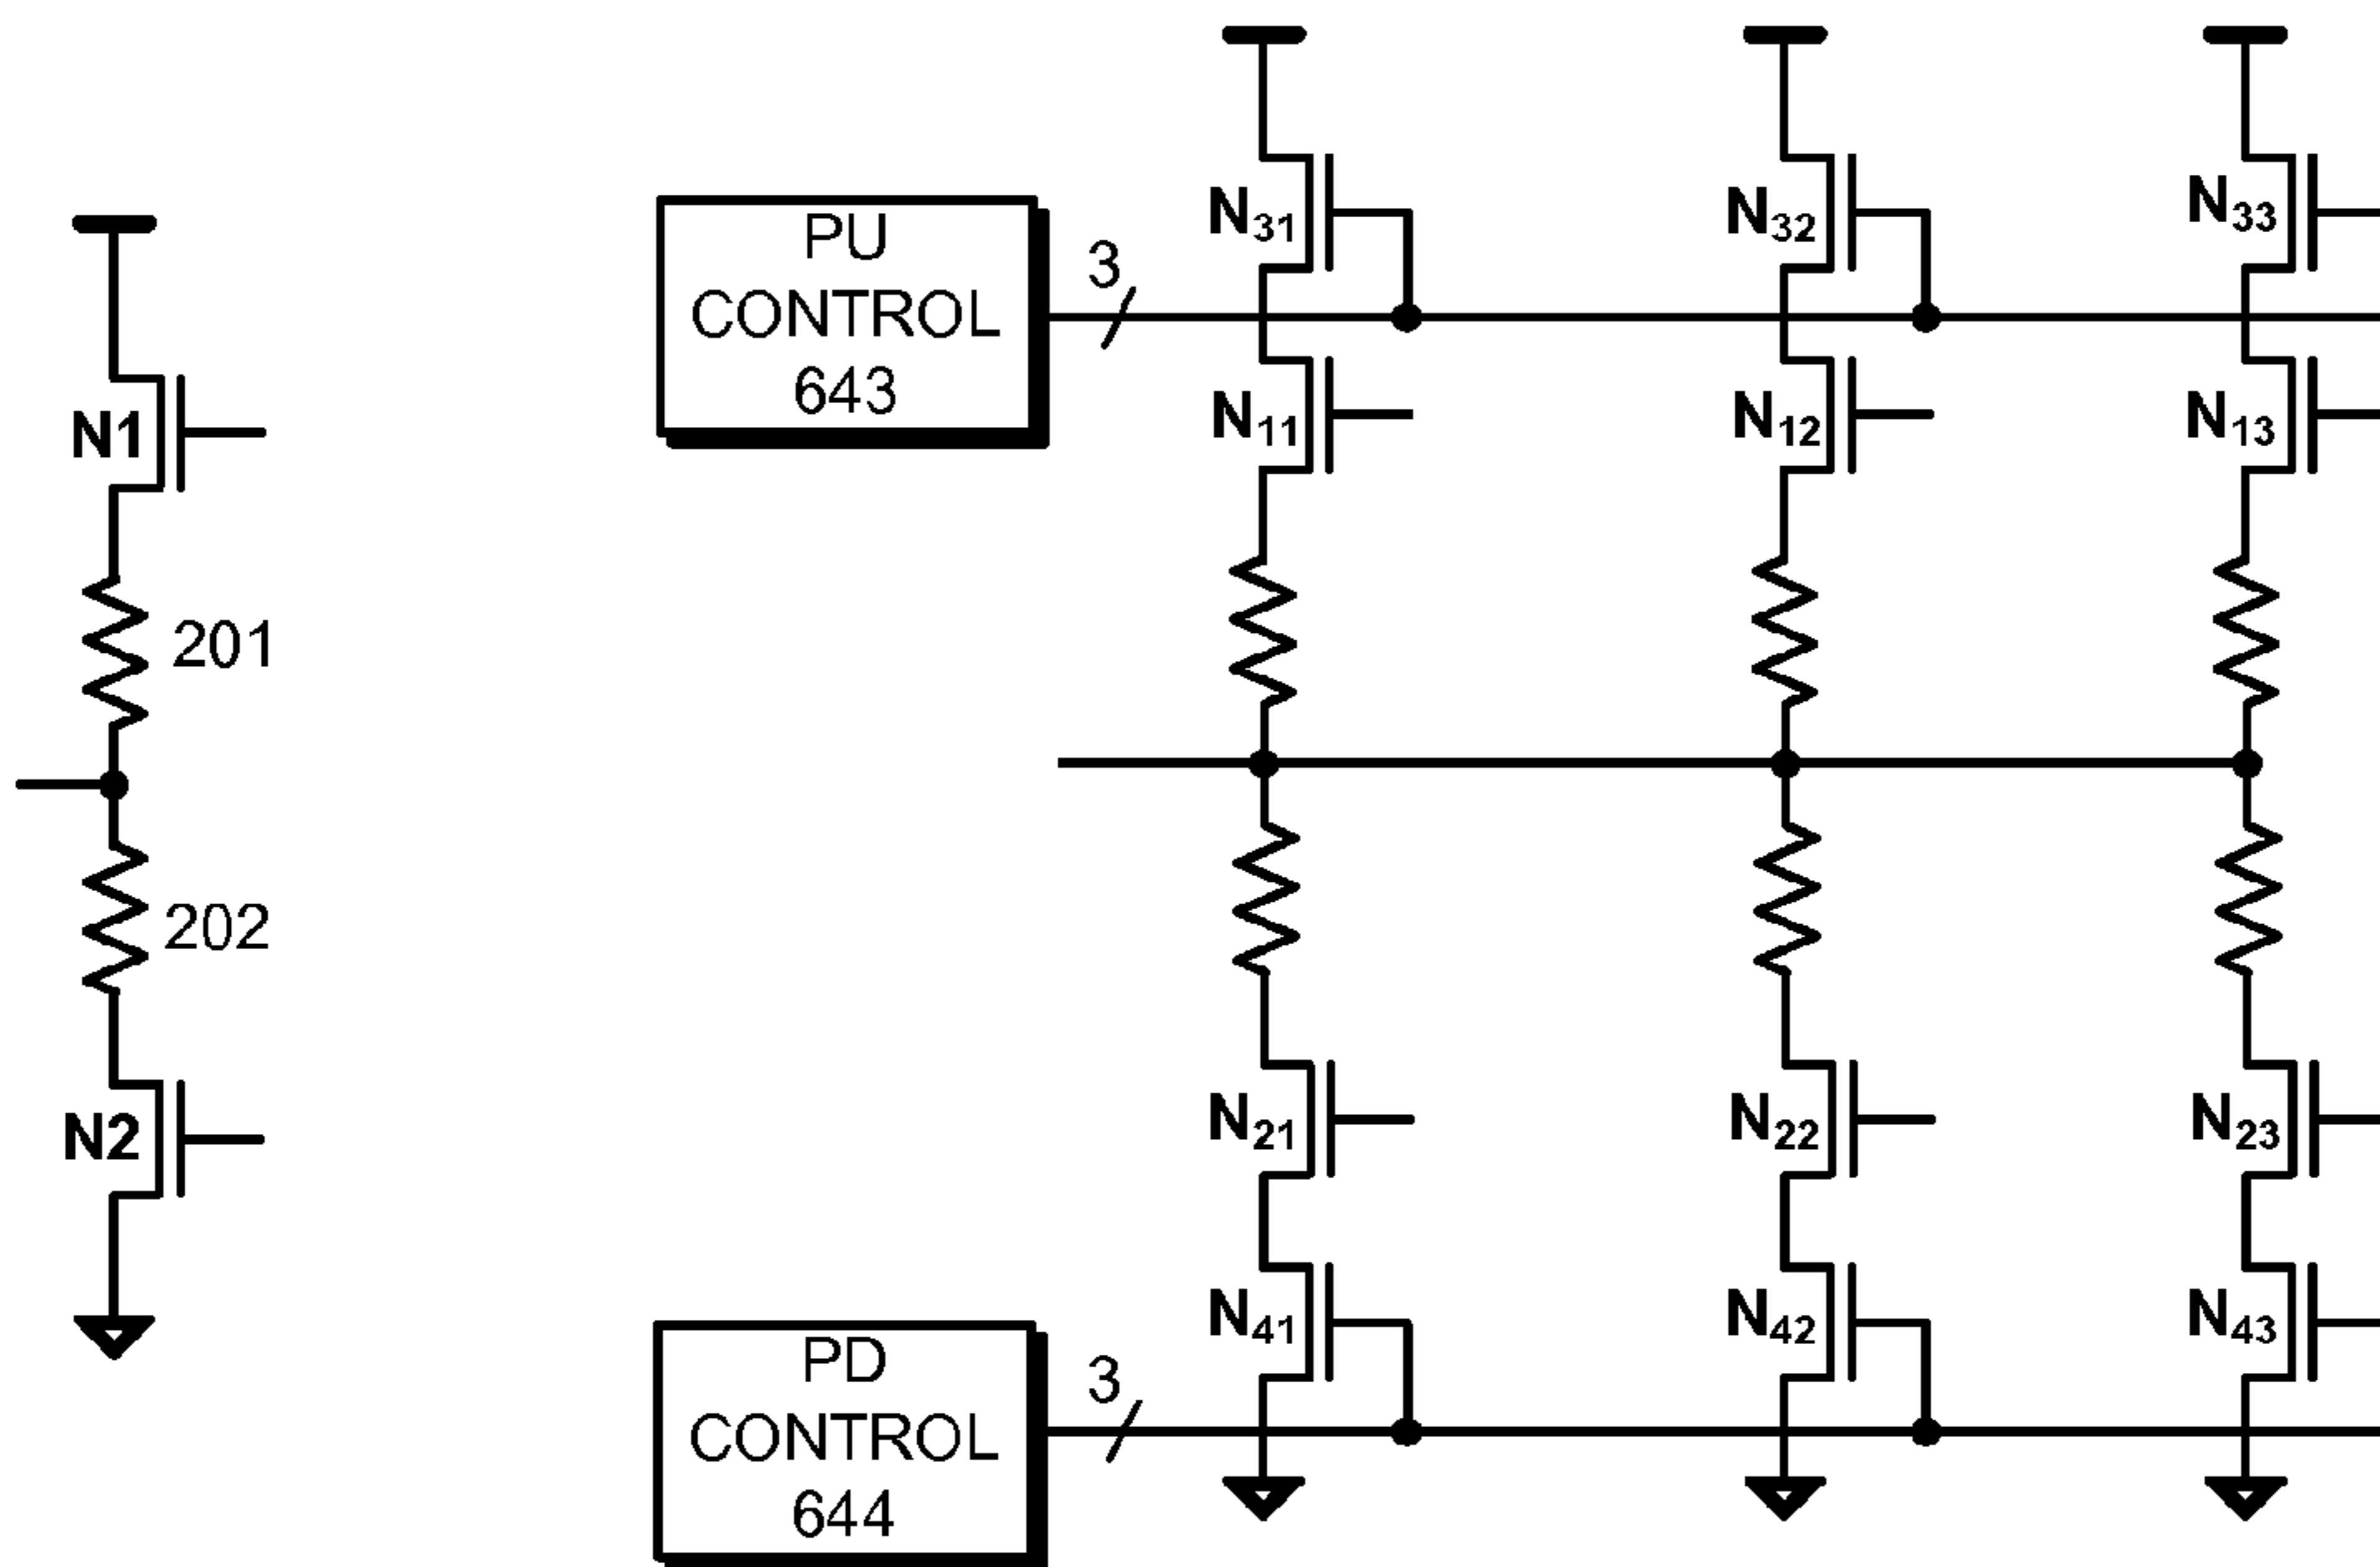 N1
201
202
N2
PU
CONTROL
643
3
N31
N32
N33
N11
N12
N13
N21
N22
N23
PD
CONTROL
644
3
N41
N42
N43